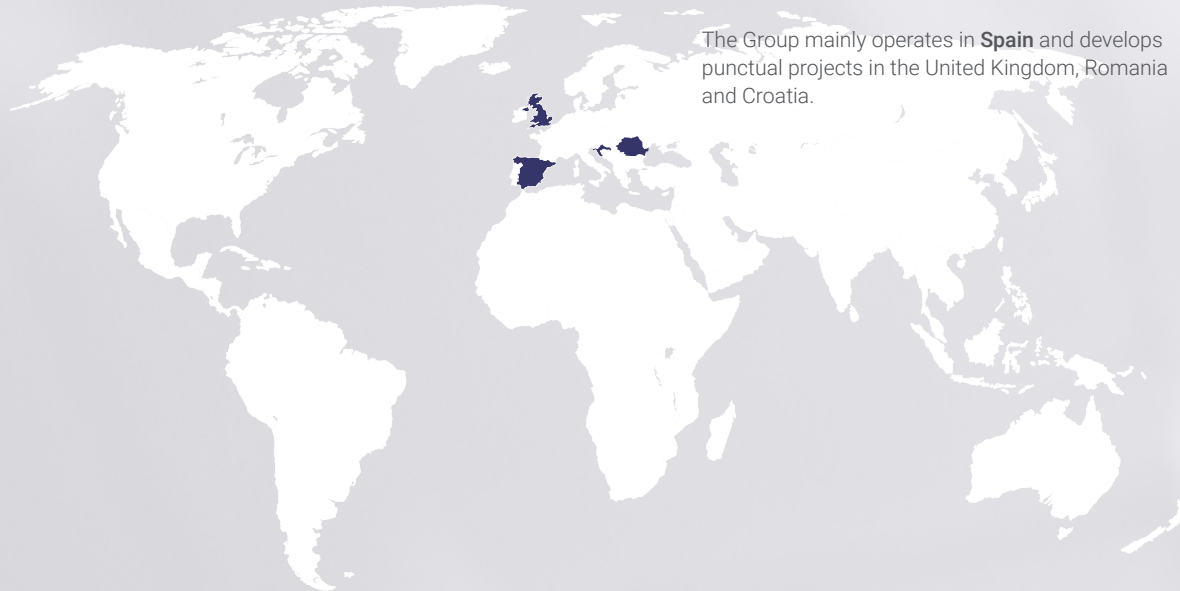 The Group mainly operates in Spain and develops
punctual projects in the United Kingdom, Romania
and Croatia.